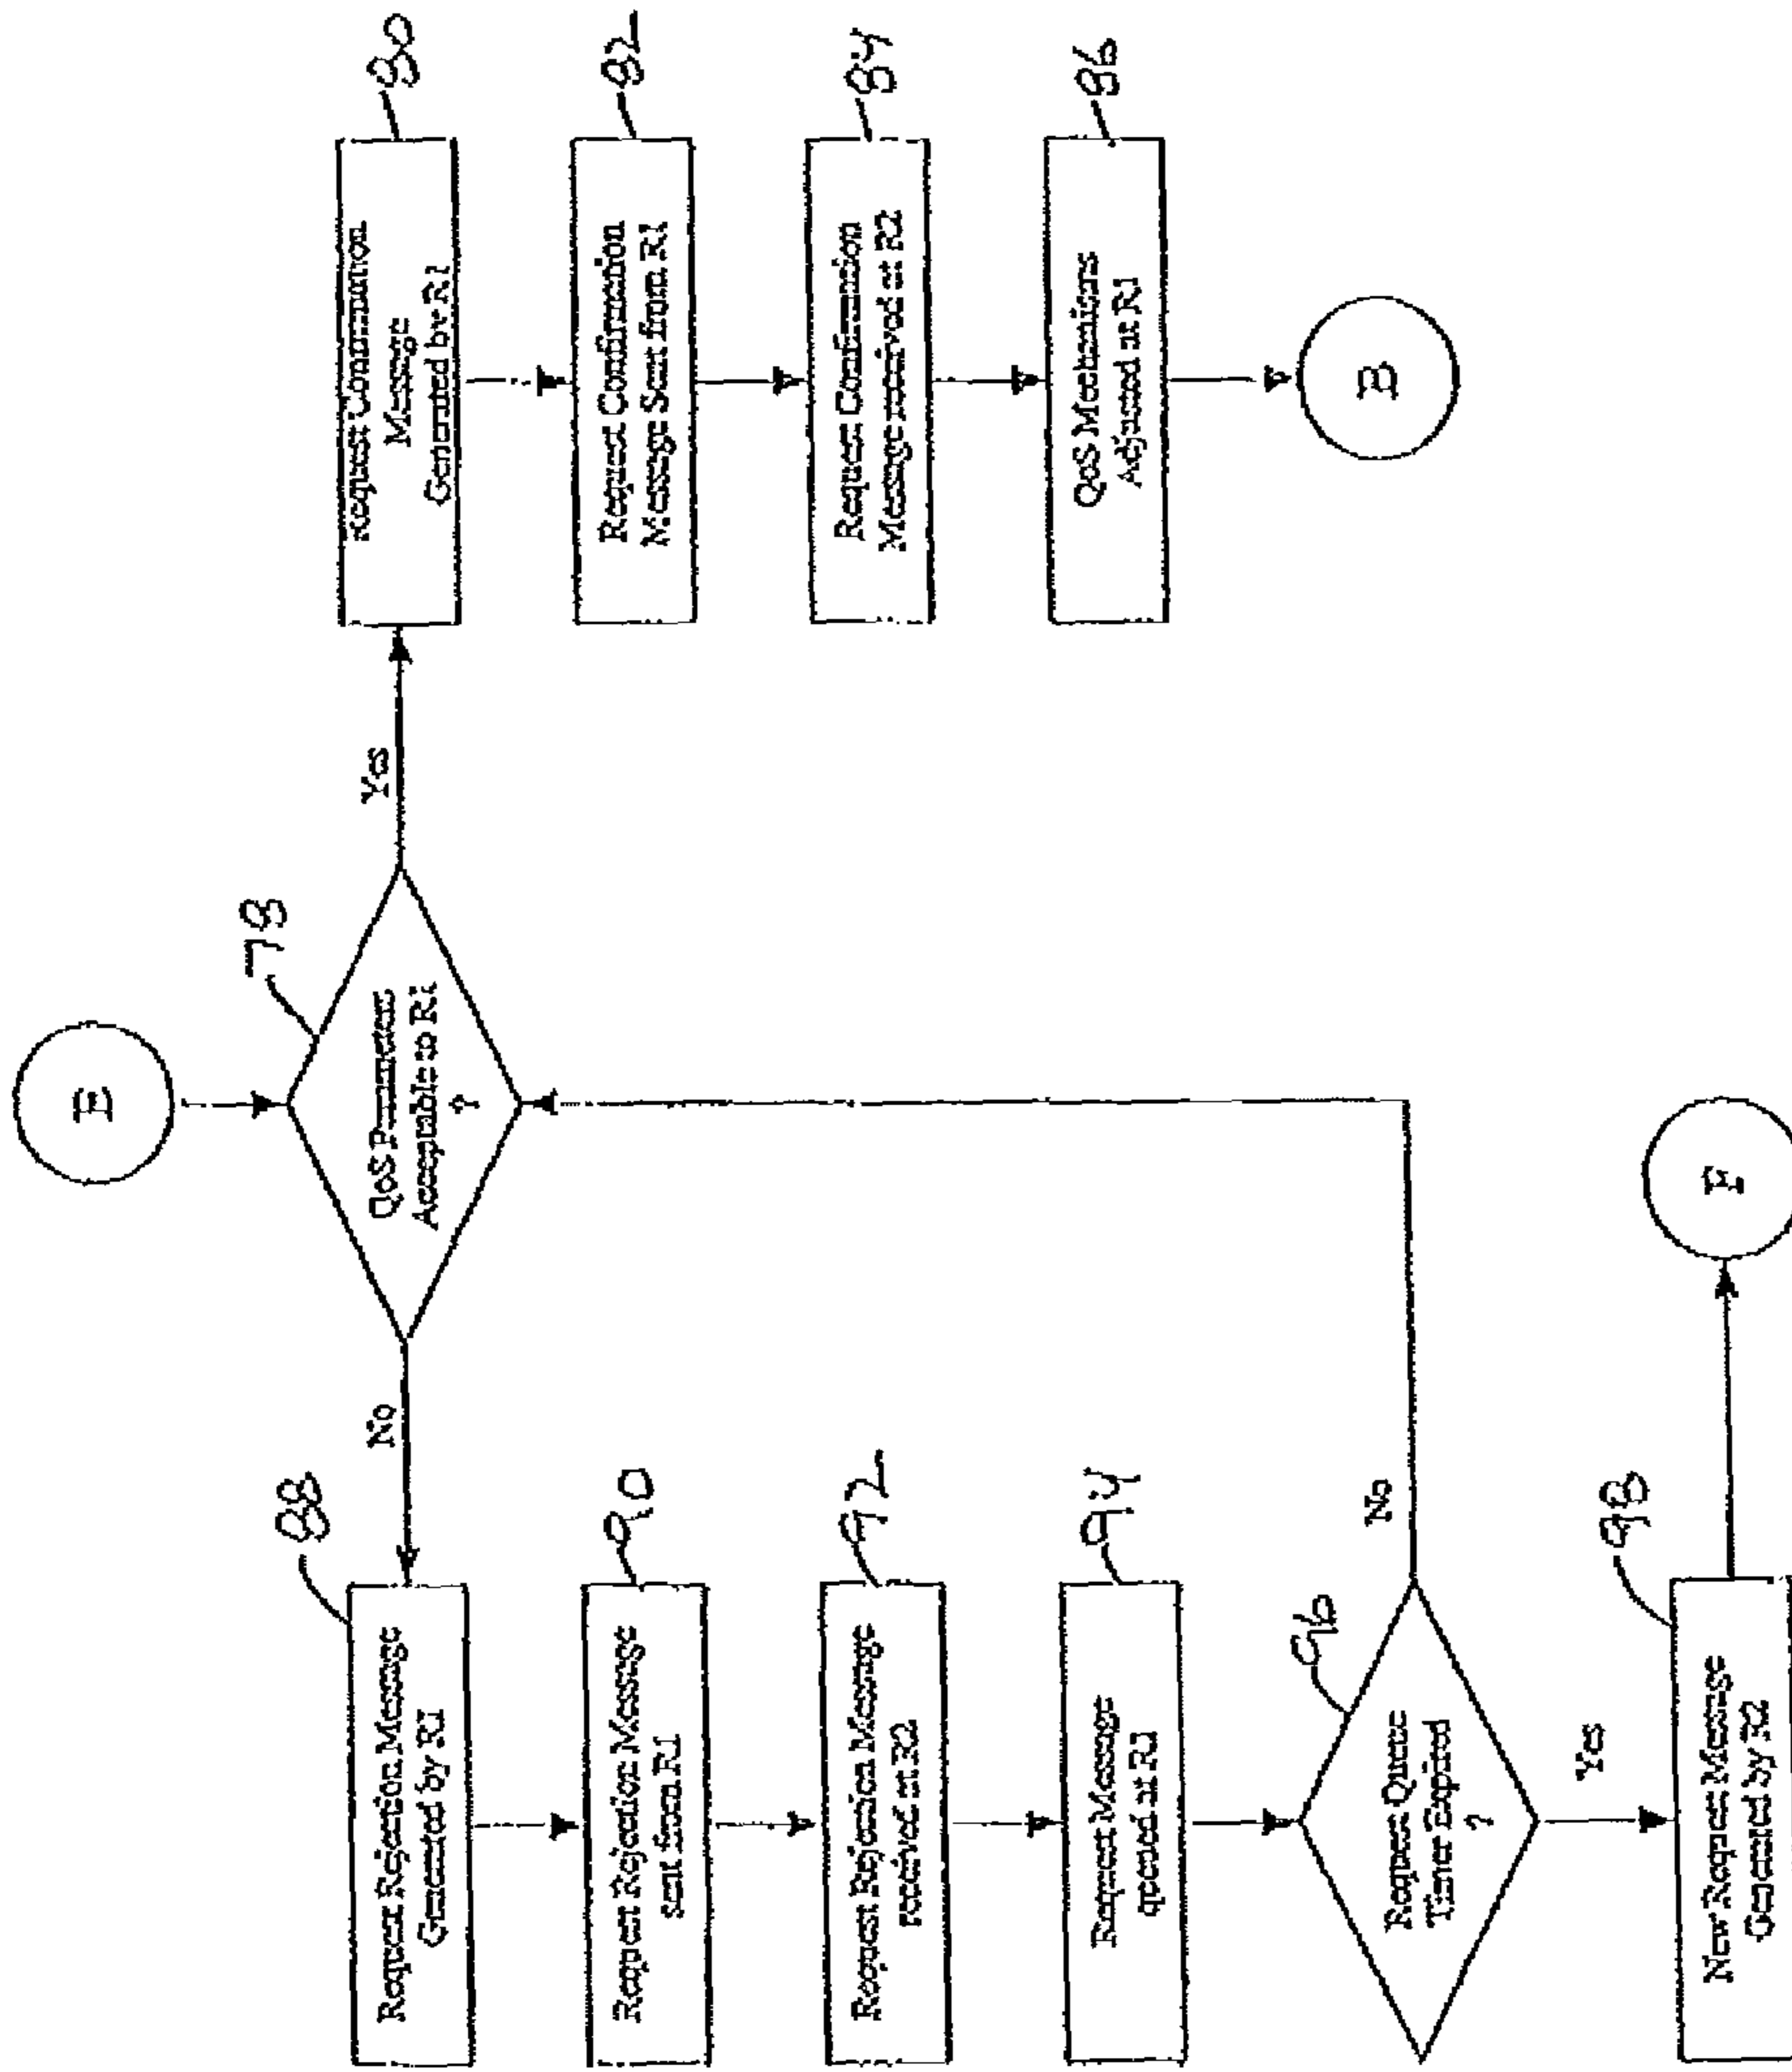 E
78
QoS Parameters
Acceptable to R1
?
Yes
No
80
Request Confirmation
Message
Generated by R1
82
Request Confirmation
Message Sent from R1
84
Request Confirmation
Message received at R2
86
QoS Mechanisms
Adjusted at R1
B
88
Request Rejection Message
Generated by R1
90
Request Rejection Message
sent from R1
92
Request Rejection Message
received at R2
94
Request Message
queued at R1
96
Request Queue
Timer Expired
?
No
Yes
98
New Request Message
Generated by R2
F